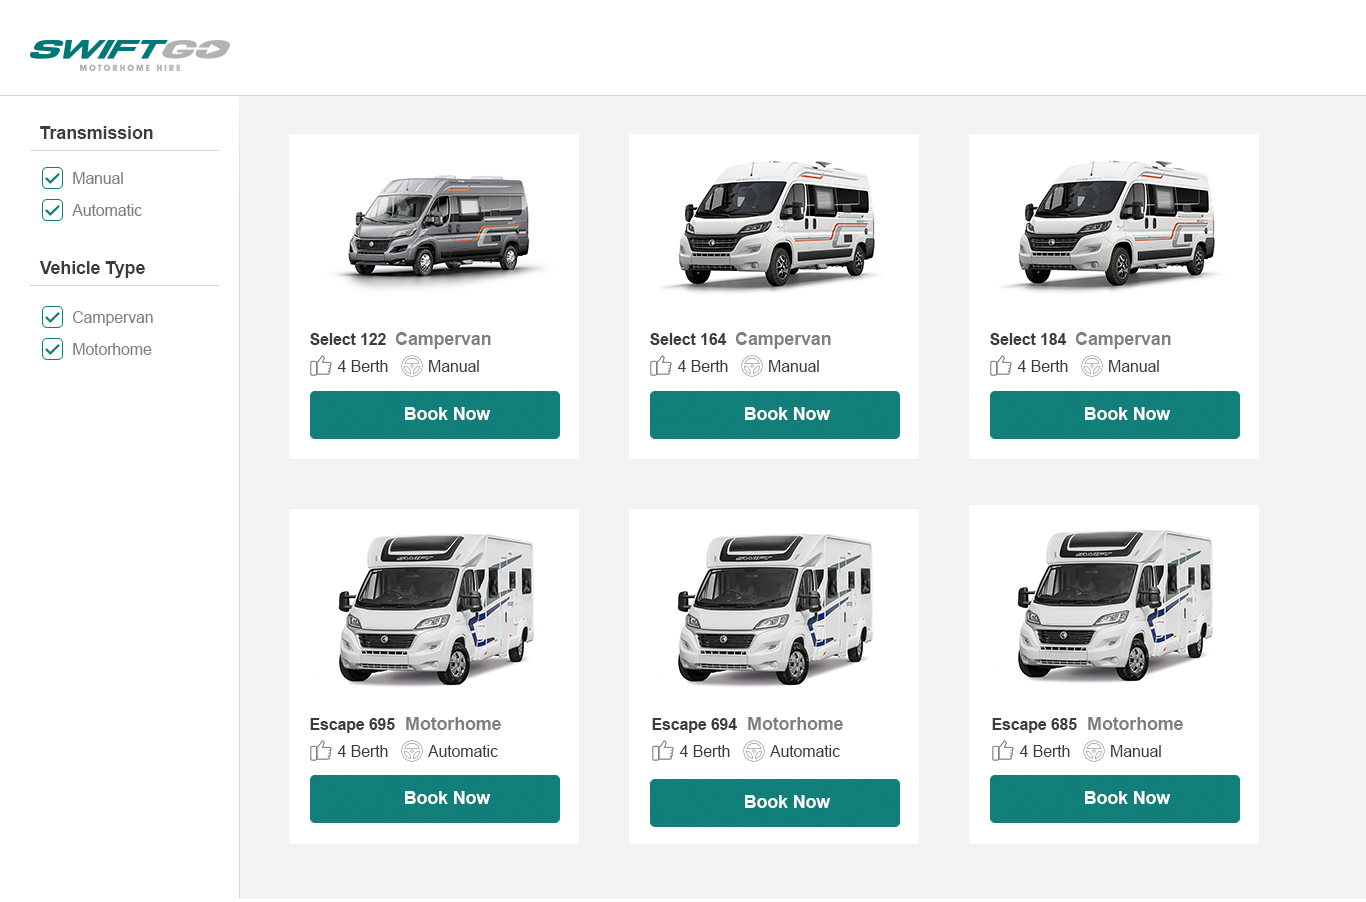 SWIFTGO
MOTORHOME HIRE
Transmission
Manual
Automatic
Vehicle Type
Campervan
Motorhome
Select 122 Campervan
4 Berth Manual
Book Now
Select 164 Campervan
4 Berth Manual
Book Now
Select 184 Campervan
4 Berth Manual
Book Now
SWIFT
Escape 695 Motorhome
4 Berth Automatic
Book Now
SWIFT
Escape 694 Motorhome
4 Berth Automatic
Book Now
SWIFT
Escape 685 Motorhome
4 Berth Manual
Book Now